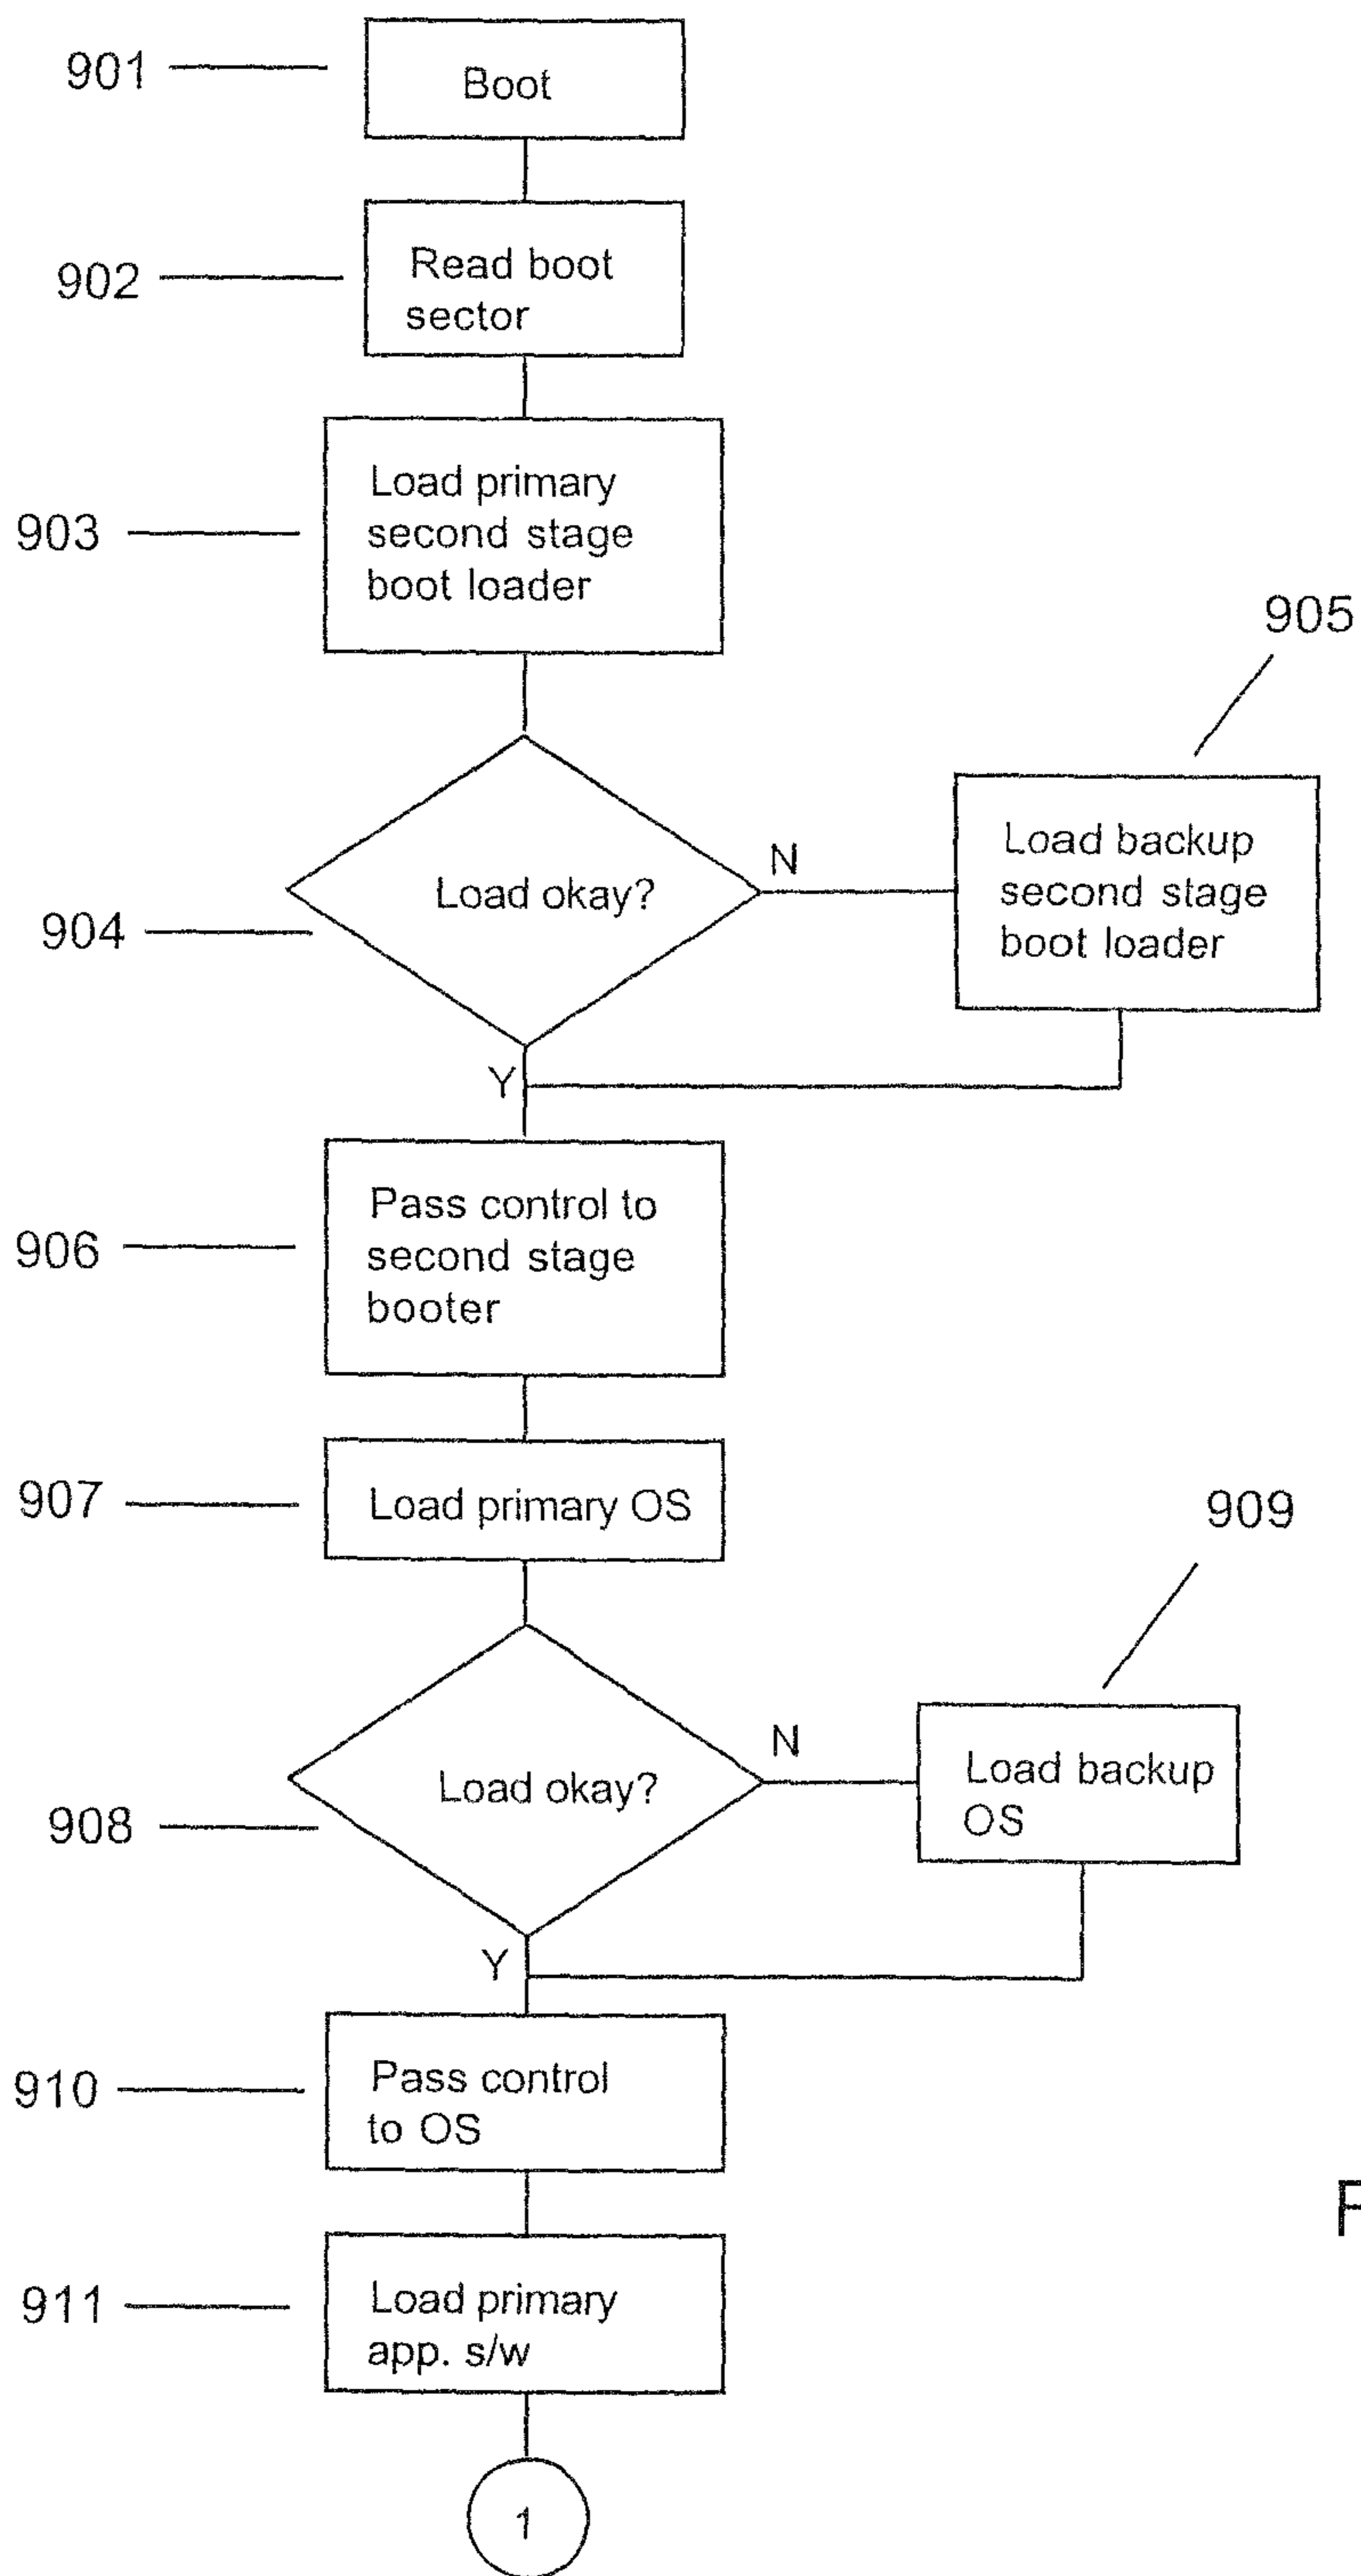 901
Boot
902
Read boot
sector
903
Load primary
second stage
boot loader
905
904
Load okay?
N
Load backup
second stage
boot loader
Y
906
Pass control to
second stage
booter
907
Load primary OS
909
908
Load okay?
N
Load backup
OS
Y
910
Pass control
to OS
911
Load primary
app. s/w
1